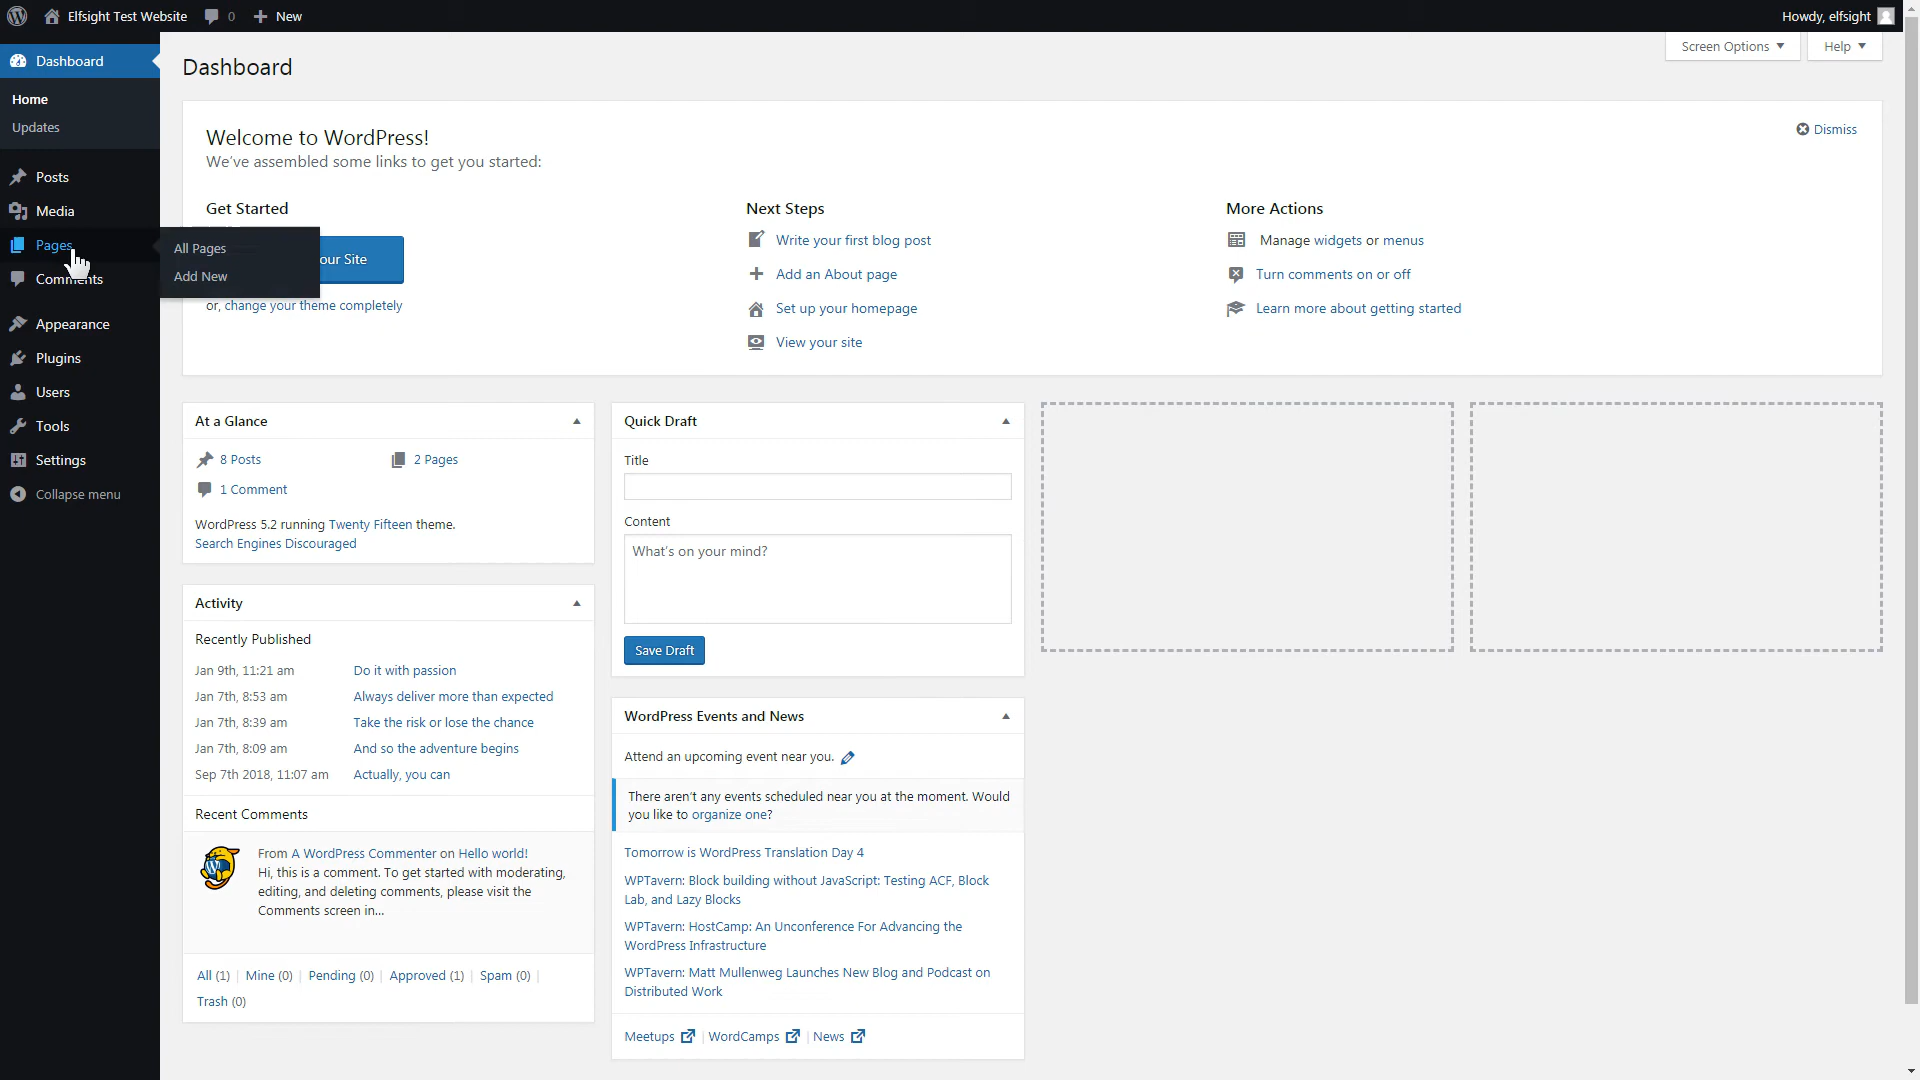 Elfsight Test Website 0 New Howdy, elfsight
Screen Options Help
Dashboard
Home
Updates
Posts
Media
Pages
Comments
Appearance
Plugins
Users
Tools
Settings
Collapse menu
All Pages
Add New
Dashboard
Welcome to WordPress!
We've assembled some links to get you started:
Dismiss
Get Started
our Site
or, change your theme completely
Next Steps
Write your first blog post
Add an About page
Set up your homepage
View your site
More Actions
Manage widgets or menus
Turn comments on or off
Learn more about getting started
At a Glance
8 Posts 2 Pages
1 Comment
WordPress 5.2 running Twenty Fifteen theme.
Search Engines Discouraged
Activity
Recently Published
Jan 9th, 11:21 am Do it with passion
Jan 7th, 8:53 am Always deliver more than expected
Jan 7th, 8:39 am Take the risk or lose the chance
Jan 7th, 8:09 am And so the adventure begins
Sep 7th 2018, 11:07 am Actually, you can
Recent Comments
From A WordPress Commenter on Hello world!
Hi, this is a comment. To get started with moderating,
editing, and deleting comments, please visit the
Comments screen in...
All (1) | Mine (0) | Pending (0) | Approved (1) | Spam (0) |
Trash (0)
Quick Draft
Title
Content
What's on your mind?
Save Draft
WordPress Events and News
Attend an upcoming event near you.
There aren't any events scheduled near you at the moment. Would
you like to organize one?
Tomorrow is WordPress Translation Day 4
WPTavern: Block building without JavaScript: Testing ACF, Block
Lab, and Lazy Blocks
WPTavern: HostCamp: An Unconference For Advancing the
WordPress Infrastructure
WPTavern: Matt Mullenweg Launches New Blog and Podcast on
Distributed Work
Meetups | WordCamps | News